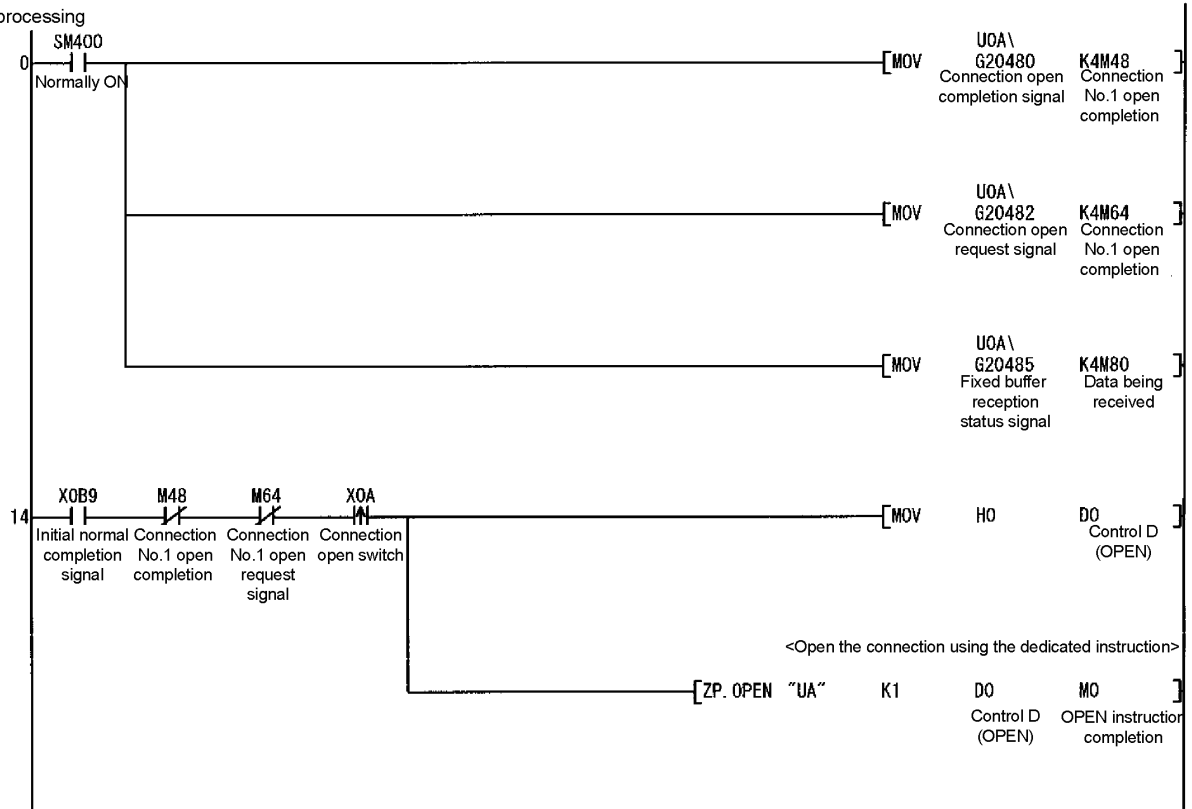 processing
SM400
0
Normally ON
[MOV U0A\
G20480 K4M48 ]
Connection open completion signal
Connection No.1 open completion
[MOV U0A\
G20482 K4M64 ]
Connection open request signal
Connection No.1 open completion
[MOV U0A\
G20485 K4M80 ]
Fixed buffer reception status signal
Data being received
14
X0B9 M48 M64 X0A
Initial normal completion signal
Connection No.1 open completion
Connection No.1 open request signal
Connection open switch
[MOV H0 D0 ]
Control D (OPEN)
<Open the connection using the dedicated instruction>
[ZP.OPEN "UA" K1 D0 M0 ]
Control D (OPEN)
OPEN instruction completion